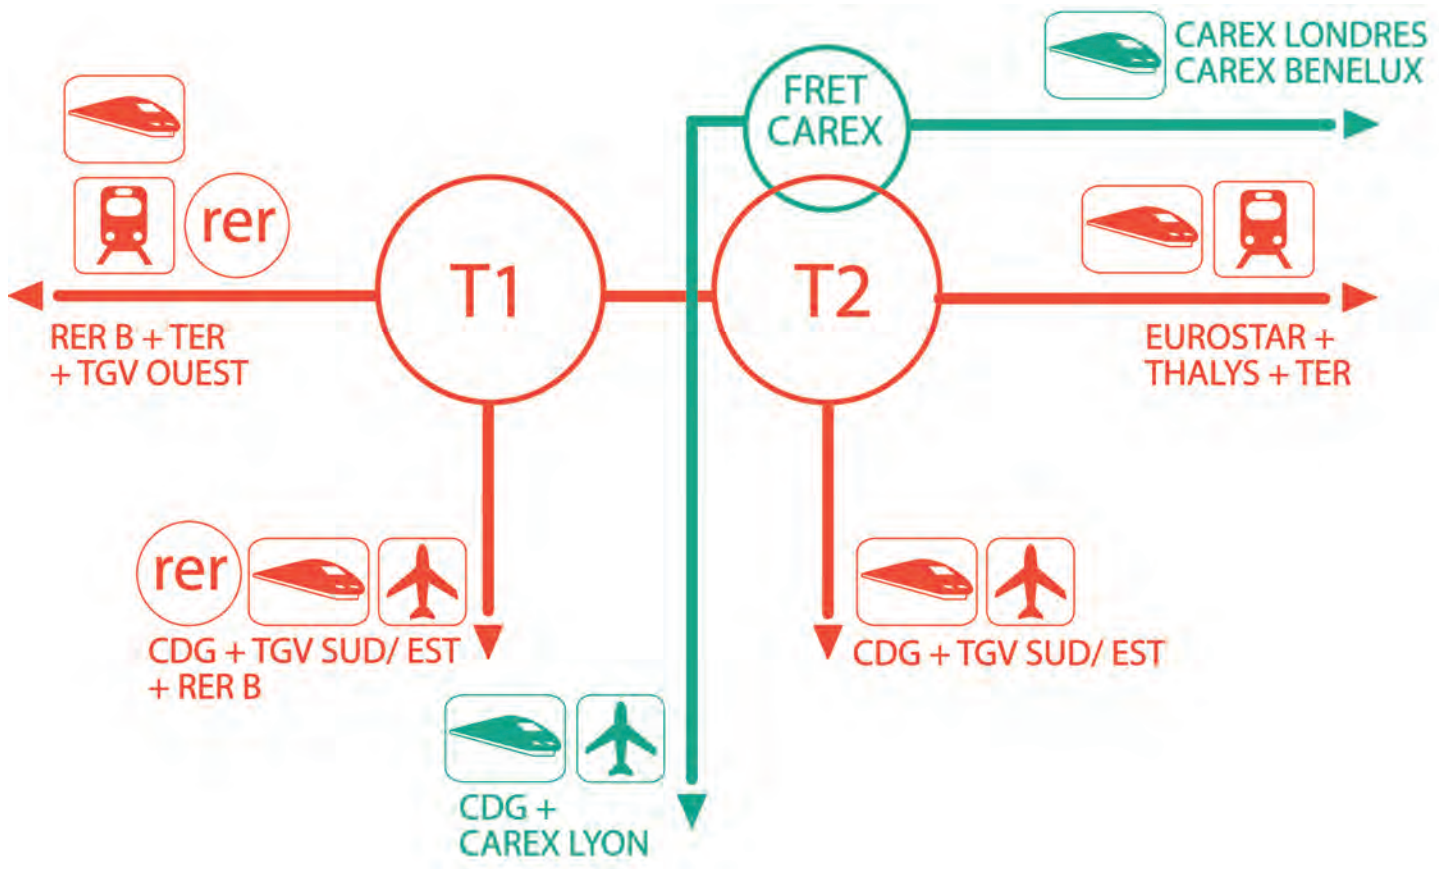 CAREX LONDRES
CAREX BENELUX
FRET
CAREX
rer
T1
T2
RER B + TER
+ TGV OUEST
EUROSTAR +
THALYS + TER
rer
CDG + TGV SUD/ EST
+ RER B
CDG + TGV SUD/ EST
CDG +
CAREX LYON